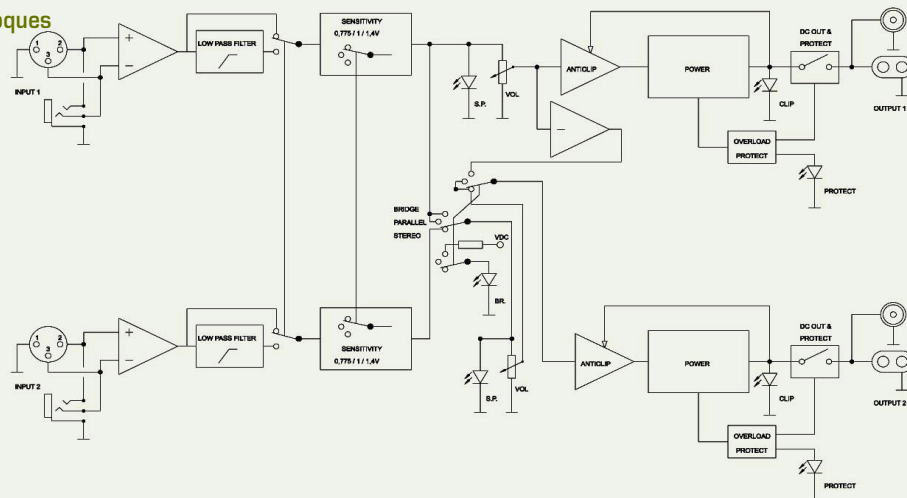 oques
1 2
3
INPUT 1
+
−
LOW PASS FILTER
SENSITIVITY
0,775 / 1 / 1,4V
S.P.
VOL
ANTICLIP
POWER
CLIP
DC OUT &
PROTECT
OUTPUT 1
OVERLOAD
PROTECT
PROTECT
−
BRIDGE
PARALLEL
STEREO
VDC
BR.
1 2
3
INPUT 2
+
−
LOW PASS FILTER
SENSITIVITY
0,775 / 1 / 1,4V
S.P.
VOL
ANTICLIP
POWER
CLIP
DC OUT &
PROTECT
OUTPUT 2
OVERLOAD
PROTECT
PROTECT